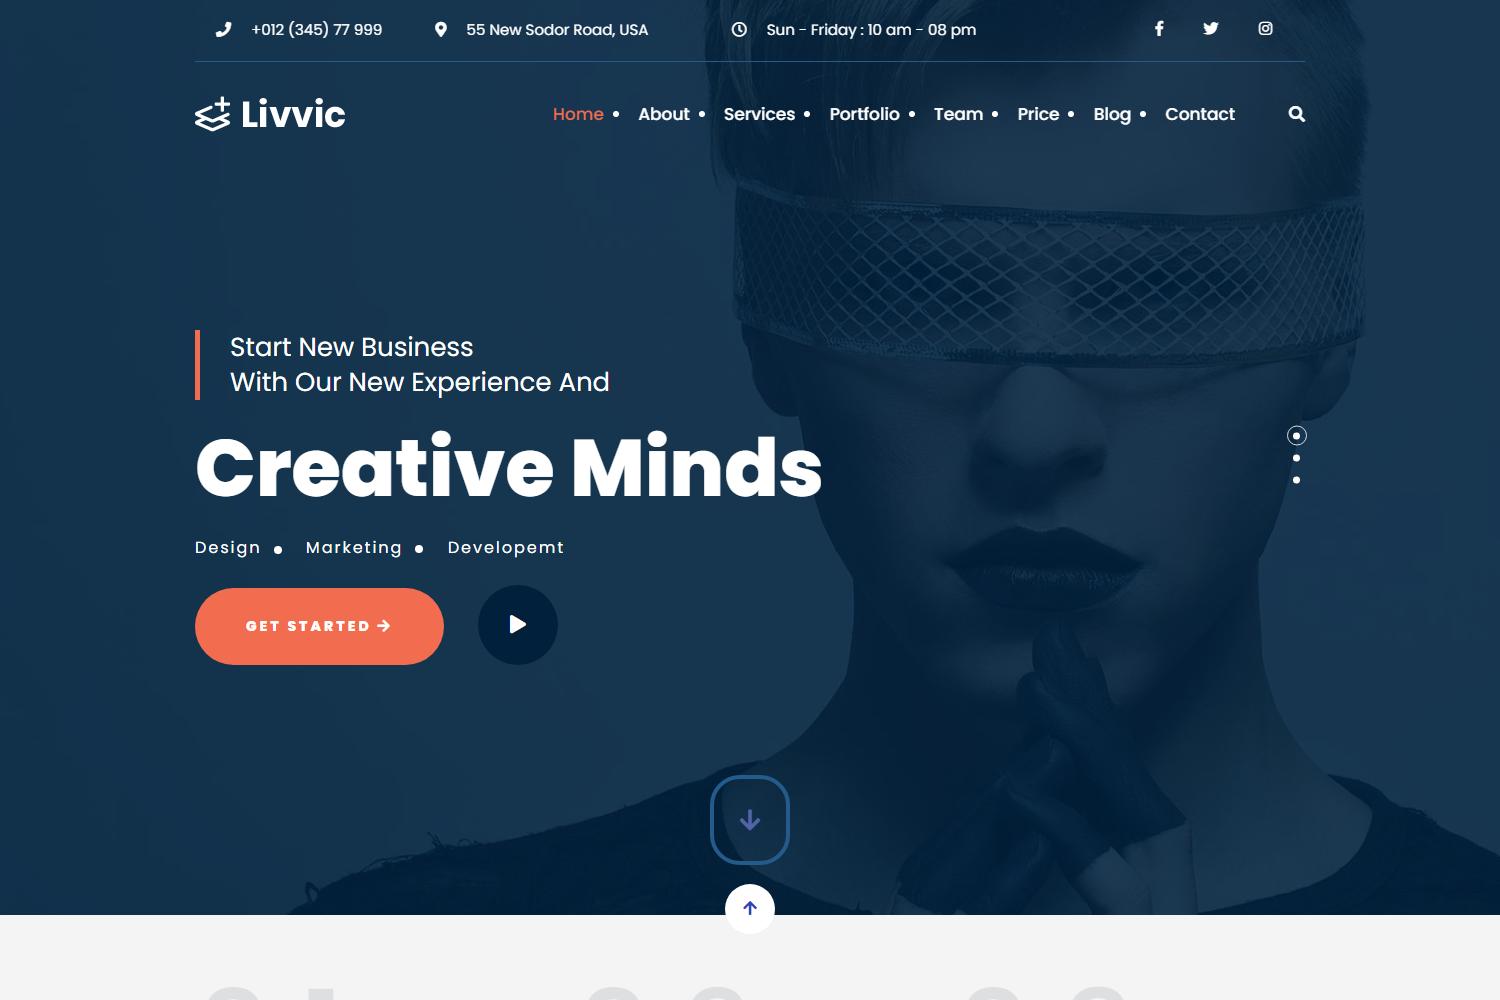 +012 (345) 77 999
55 New Sodor Road, USA
Sun - Friday : 10 am - 08 pm
Livvic
Home • About • Services • Portfolio • Team • Price • Blog • Contact
Start New Business
With Our New Experience And
Creative Minds
Design • Marketing • Developemt
GET STARTED